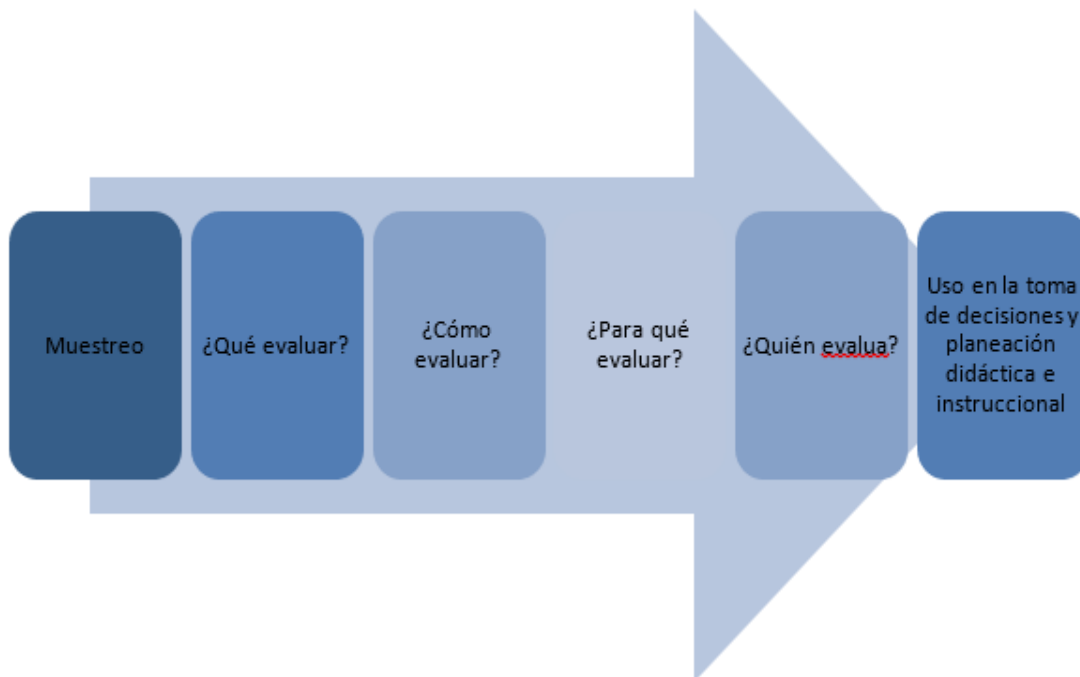 Muestreo
¿Qué evaluar?
¿Cómo
evaluar?
¿Para qué
evaluar?
¿Quién evalua?
Uso en la toma
de decisiones y
planeación
didáctica e
instruccional